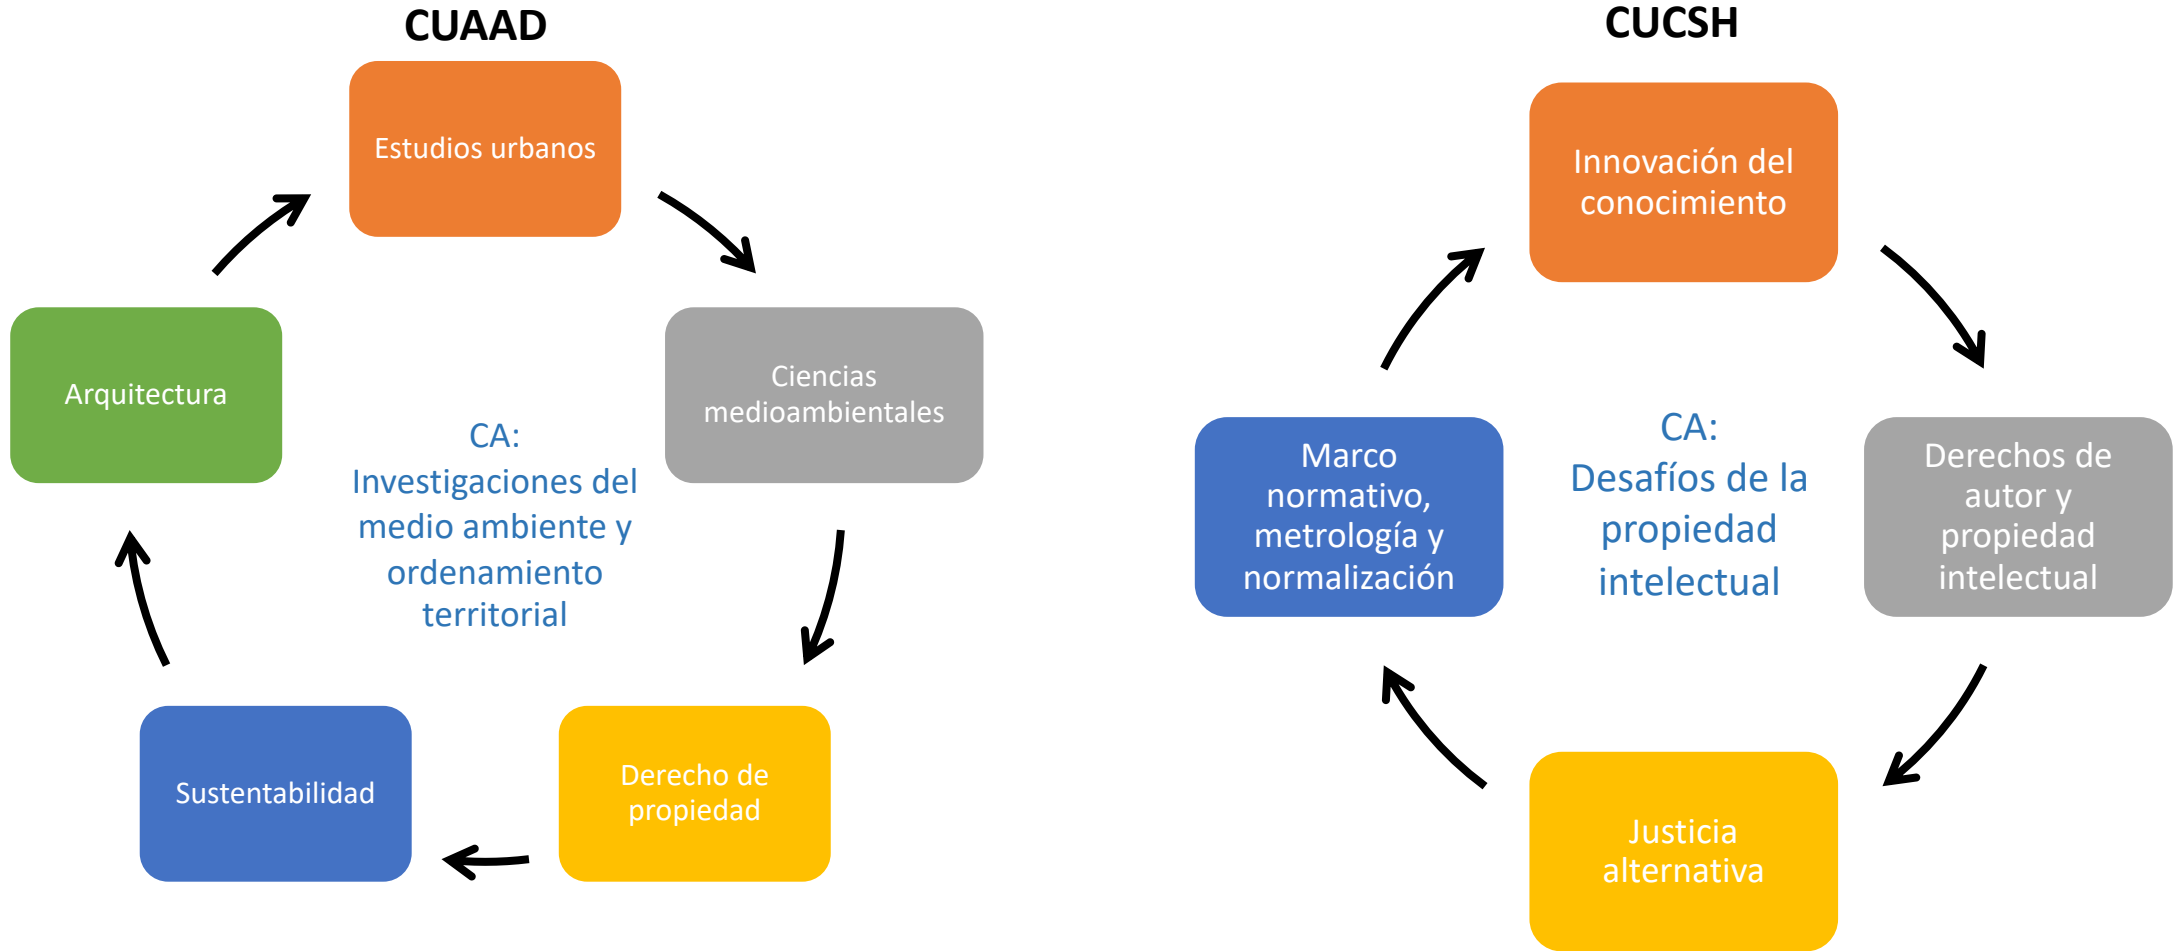 CUAAD
Estudios urbanos
Ciencias
medioambientales
Derecho de
propiedad
Sustentabilidad
Arquitectura
CA:
Investigaciones del
medio ambiente y
ordenamiento
territorial
CUCSH
Innovación del
conocimiento
Derechos de
autor y
propiedad
intelectual
Justicia
alternativa
Marco
normativo,
metrología y
normalización
CA:
Desafíos de la
propiedad
intelectual